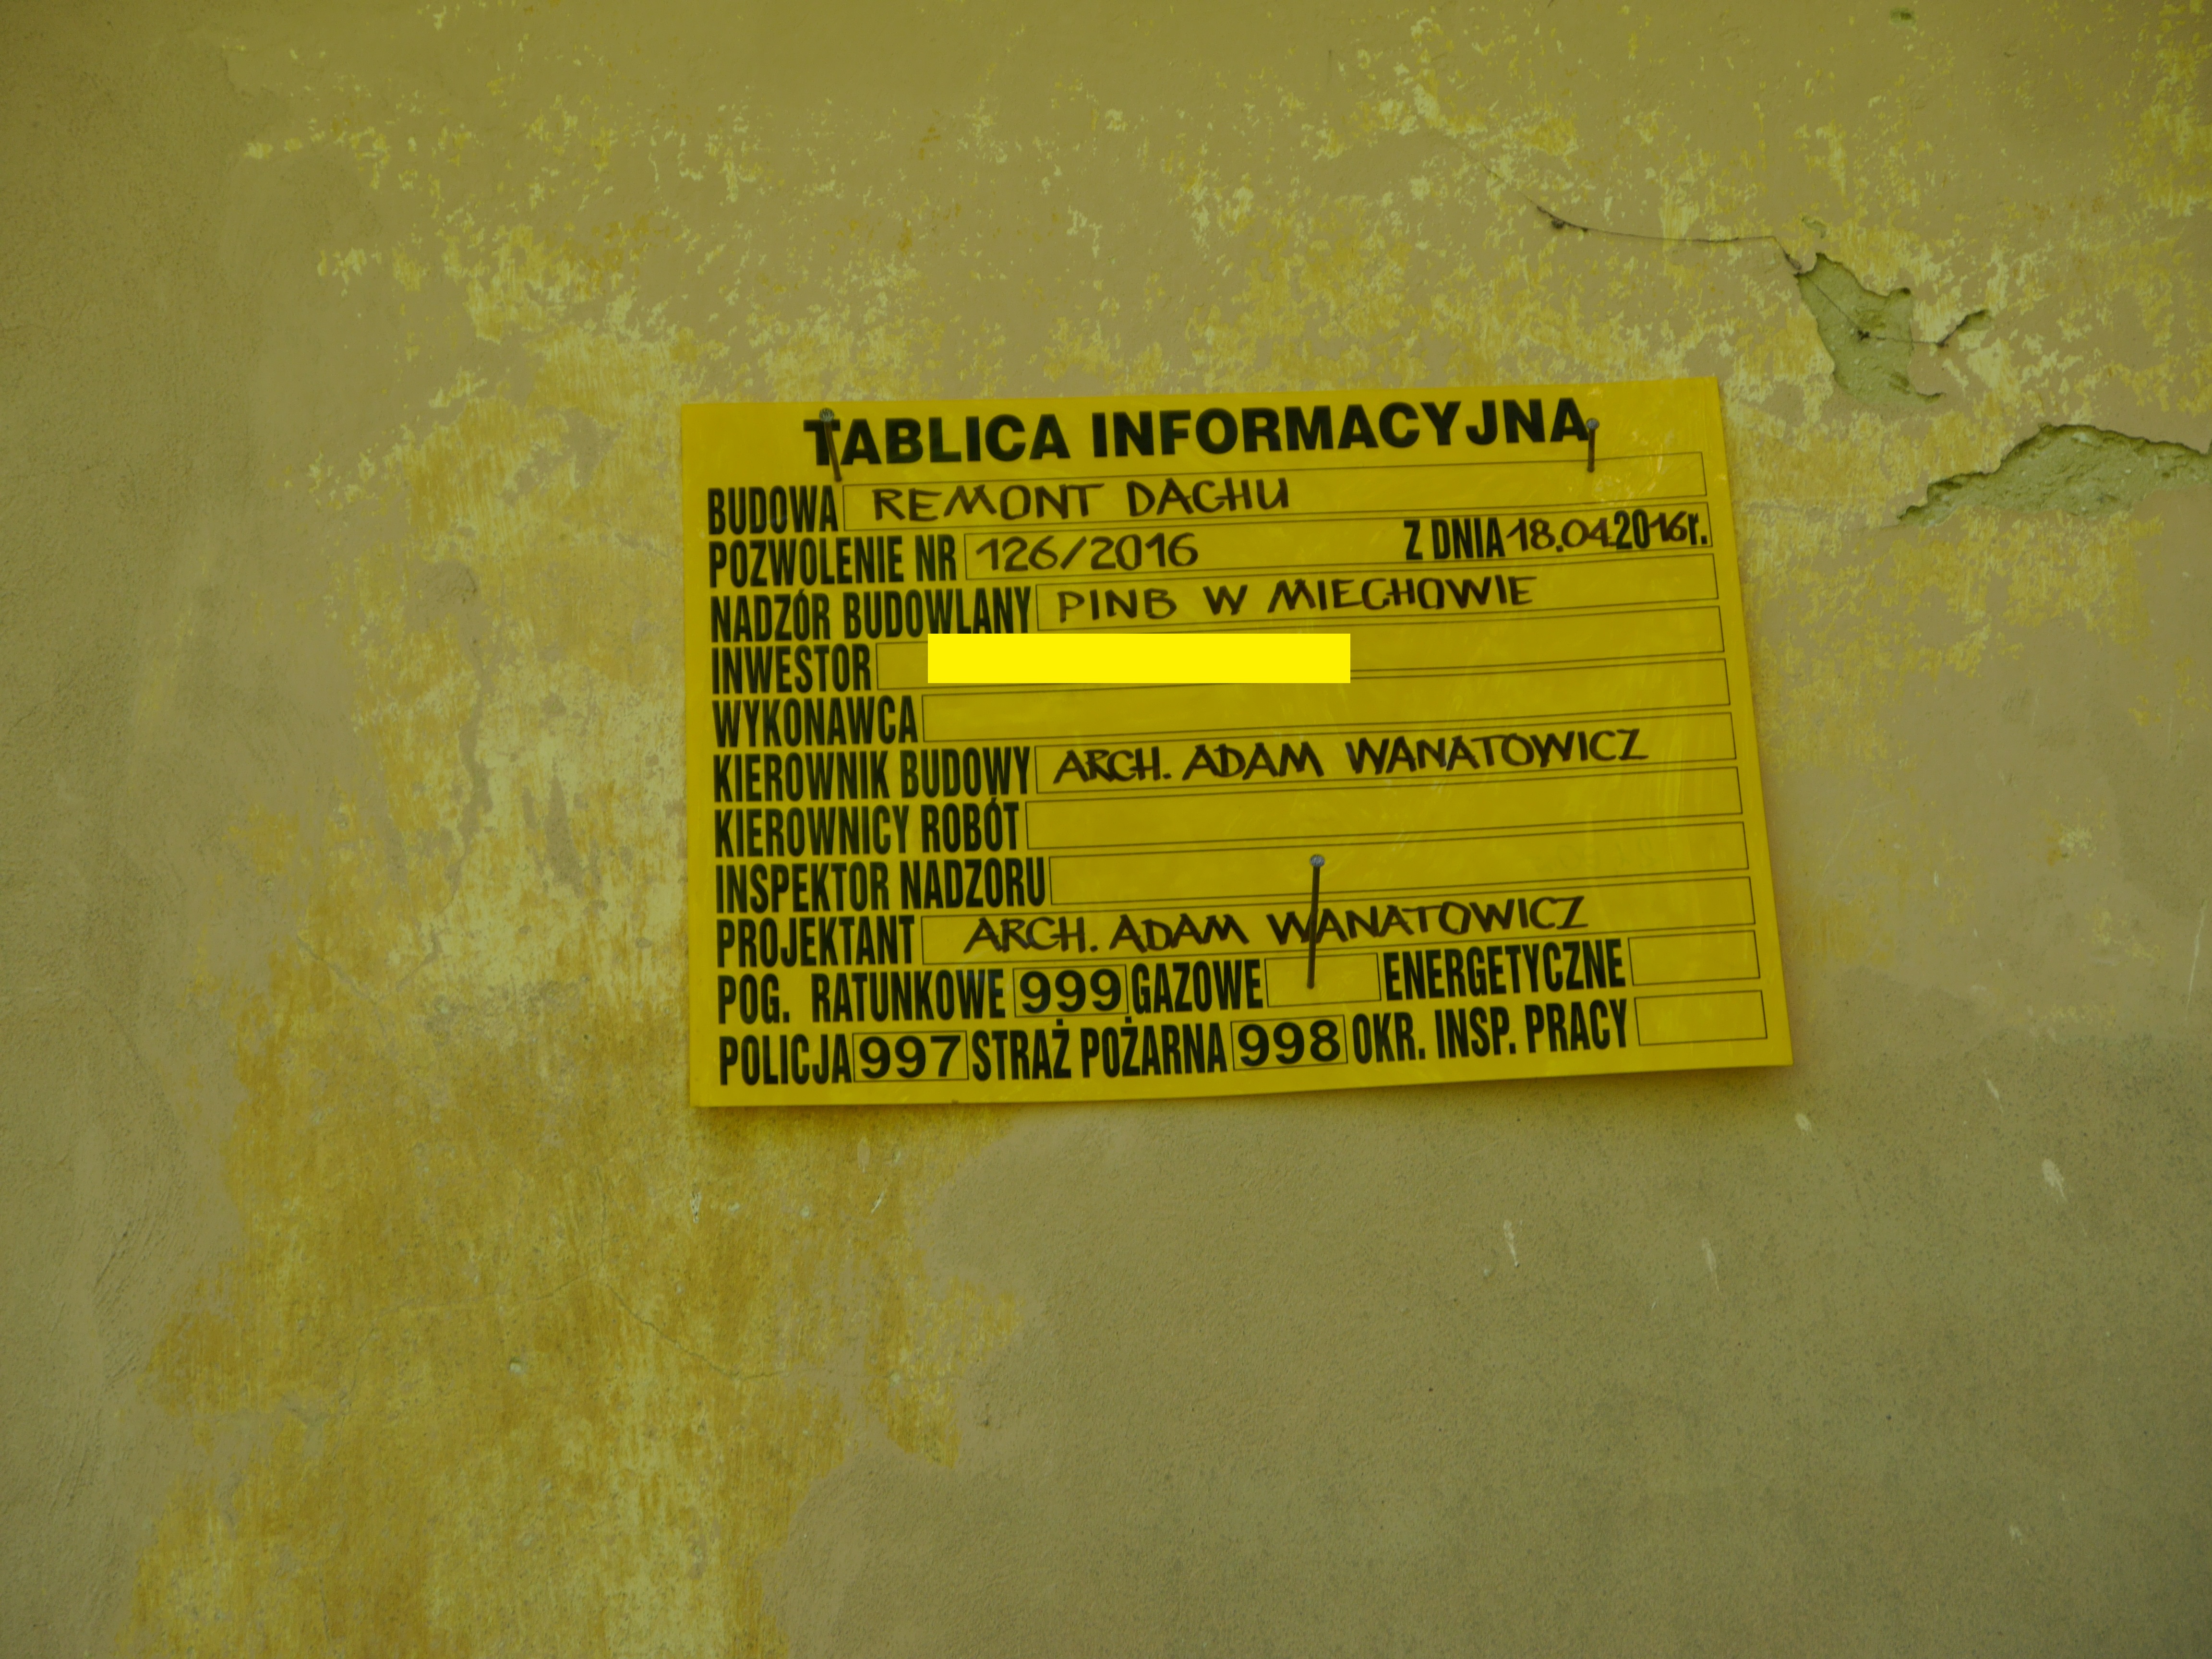 TABLICA INFORMACYJNA
BUDOWA REMONT DACHU
POZWOLENIE NR 126/2016 Z DNIA 18.04.2016r.
NADZÓR BUDOWLANY PINB W MIECHOWIE
INWESTOR
WYKONAWCA
KIEROWNIK BUDOWY ARCH. ADAM WANATOWICZ
KIEROWNICY ROBÓT
INSPEKTOR NADZORU
PROJEKTANT ARCH. ADAM WANATOWICZ
POG. RATUNKOWE 999 GAZOWE ENERGETYCZNE
POLICJA 997 STRAŻ POŻARNA 998 OKR. INSP. PRACY